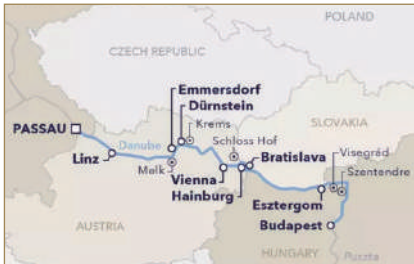 POLAND
CZECH REPUBLIC
Emmersdorf
Dürnstein
Krems
PASSAU
Danube
Linz
Melk
Schloss Hof
SLOVAKIA
Vienna
Hainburg
Bratislava
Visegréd
Szentendre
Esztergom
Budapest
AUSTRIA
HUNGARY
Puszta